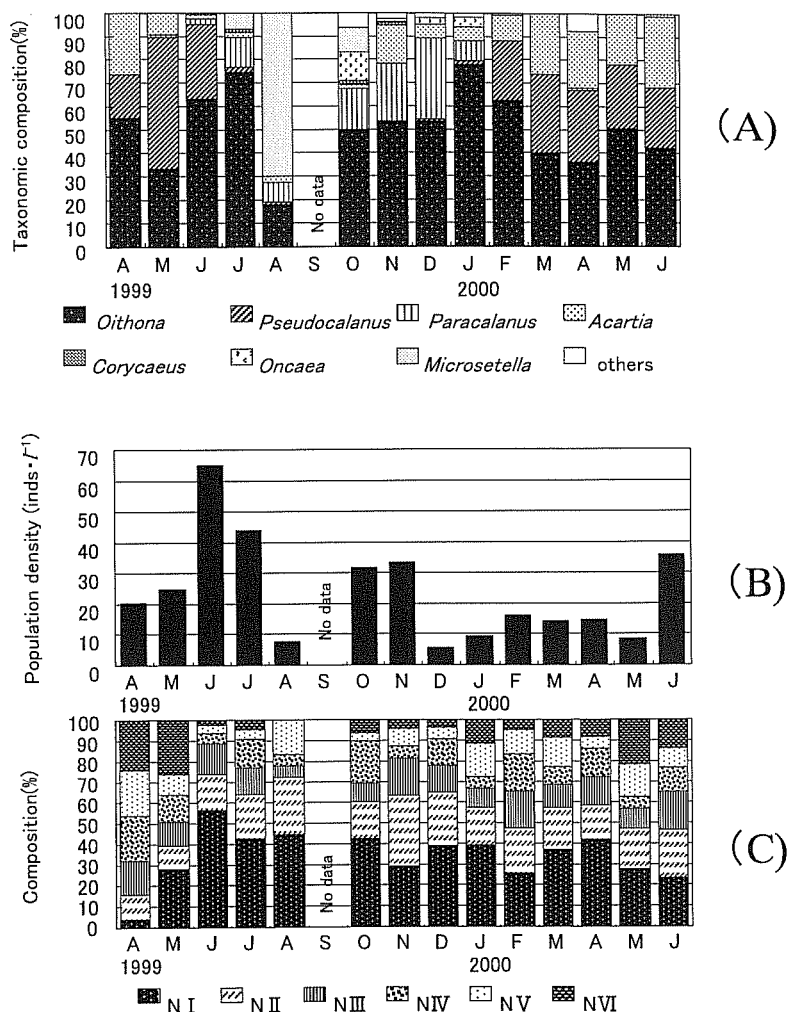 Taxonomic composition(%)
100
90
80
70
60
50
40
30
20
10
0
No data
A M J J A S O N D J F M A M J
1999 2000
Oithona Pseudocalanus Paracalanus Acartia
Corycaeus Oncaea Microsetella others
(A)
Population density (inds・l⁻¹)
70
60
50
40
30
20
10
0
No data
A M J J A S O N D J F M A M J
1999 2000
(B)
Composition(%)
100
90
80
70
60
50
40
30
20
10
0
No data
A M J J A S O N D J F M A M J
1999 2000
NⅠ NⅡ NⅢ NⅣ NⅤ NⅥ
(C)